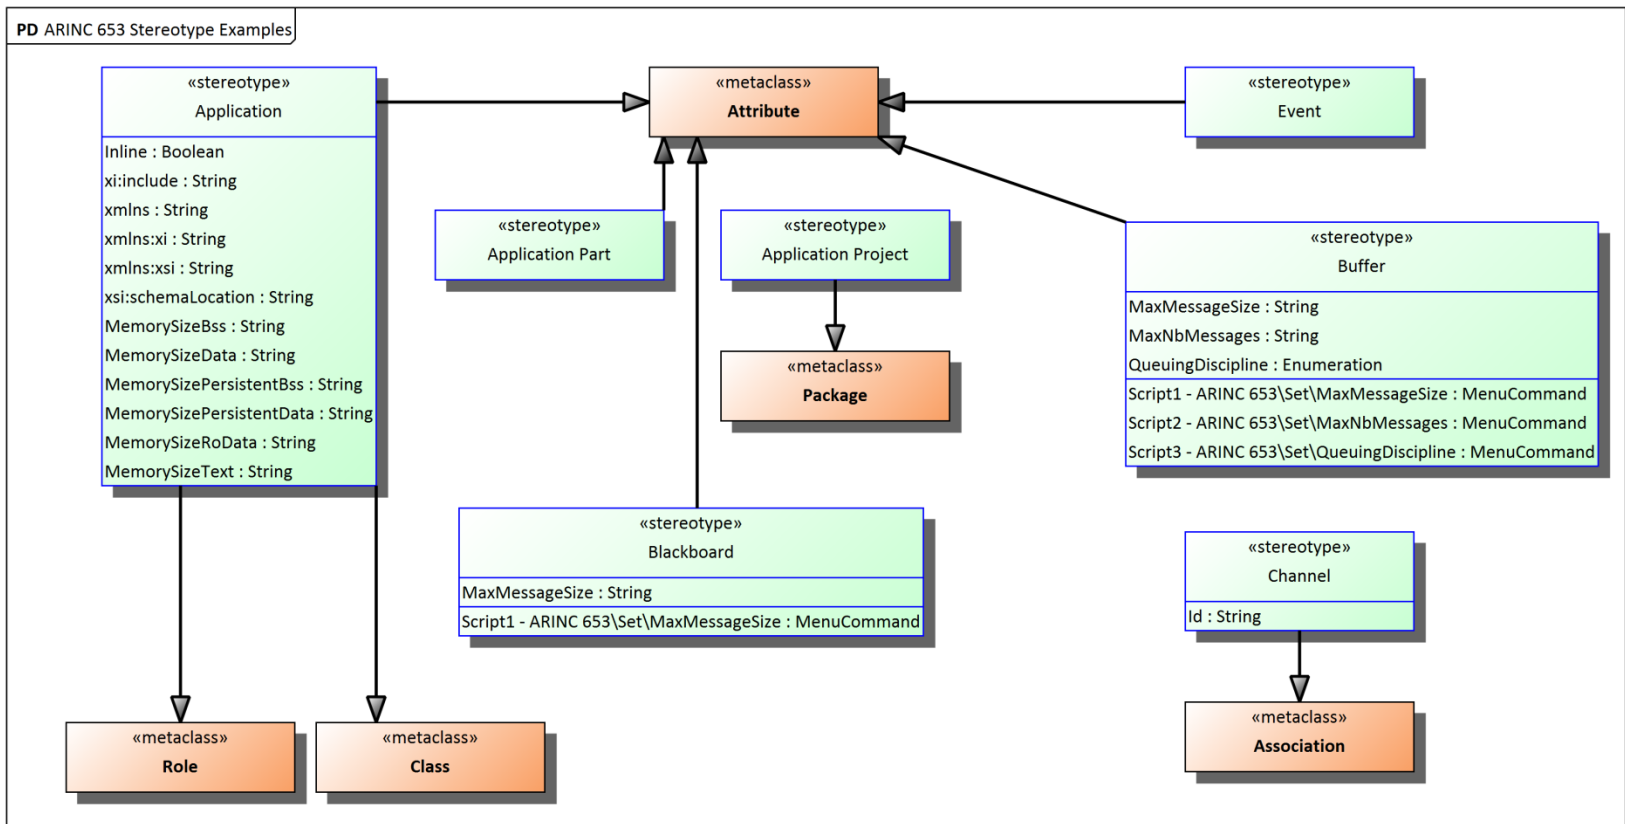 PD ARINC 653 Stereotype Examples
«stereotype»
Application
Inline : Boolean
xi:include : String
xmlns : String
xmlns:xi : String
xmlns:xsi : String
xsi:schemaLocation : String
MemorySizeBss : String
MemorySizeData : String
MemorySizePersistentBss : String
MemorySizePersistentData : String
MemorySizeRoData : String
MemorySizeText : String
«metaclass»
Attribute
«stereotype»
Event
«stereotype»
Application Part
«stereotype»
Application Project
«stereotype»
Buffer
MaxMessageSize : String
MaxNbMessages : String
QueuingDiscipline : Enumeration
Script1 - ARINC 653\Set\MaxMessageSize : MenuCommand
Script2 - ARINC 653\Set\MaxNbMessages : MenuCommand
Script3 - ARINC 653\Set\QueuingDiscipline : MenuCommand
«metaclass»
Package
«stereotype»
Blackboard
MaxMessageSize : String
Script1 - ARINC 653\Set\MaxMessageSize : MenuCommand
«stereotype»
Channel
Id : String
«metaclass»
Role
«metaclass»
Class
«metaclass»
Association